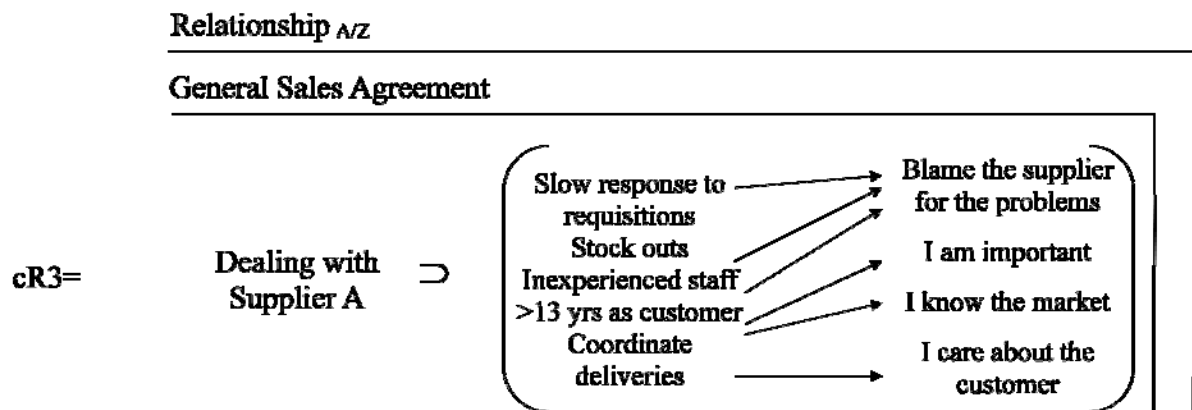 Relationship A/Z
General Sales Agreement
cR3=
Dealing with
Supplier A
⊃
Slow response to
requisitions
Stock outs
Inexperienced staff
>13 yrs as customer
Coordinate
deliveries
Blame the supplier
for the problems
I am important
I know the market
I care about the
customer